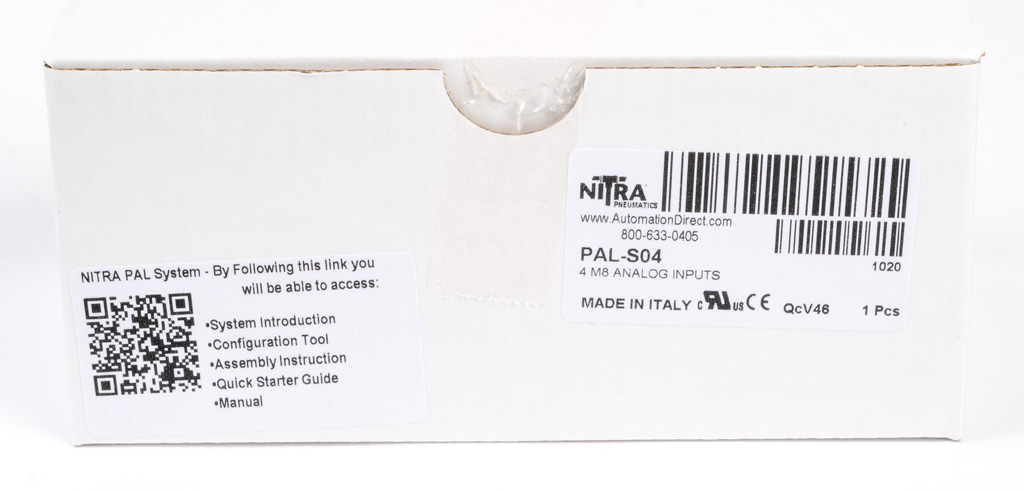 NITRA
PNEUMATICS
www.AutomationDirect.com
800-633-0405
PAL-S04
1020
4 M8 ANALOG INPUTS
MADE IN ITALY c RU us CE QcV46 1 Pcs
NITRA PAL System - By Following this link you
will be able to access:
•System Introduction
•Configuration Tool
•Assembly Instruction
•Quick Starter Guide
•Manual